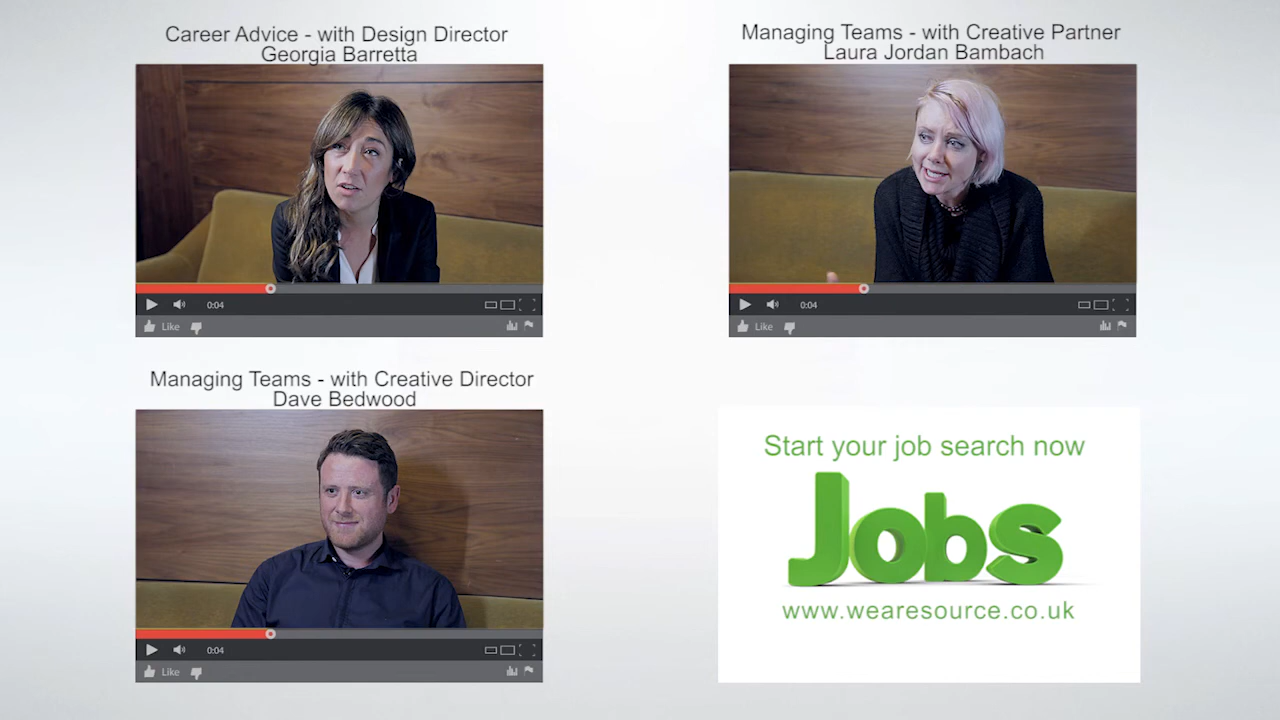 Career Advice - with Design Director
Georgia Barretta
0:04
Like
Managing Teams - with Creative Partner
Laura Jordan Bambach
0:04
Like
Managing Teams - with Creative Director
Dave Bedwood
0:04
Like
Start your job search now
Jobs
www.wearesource.co.uk